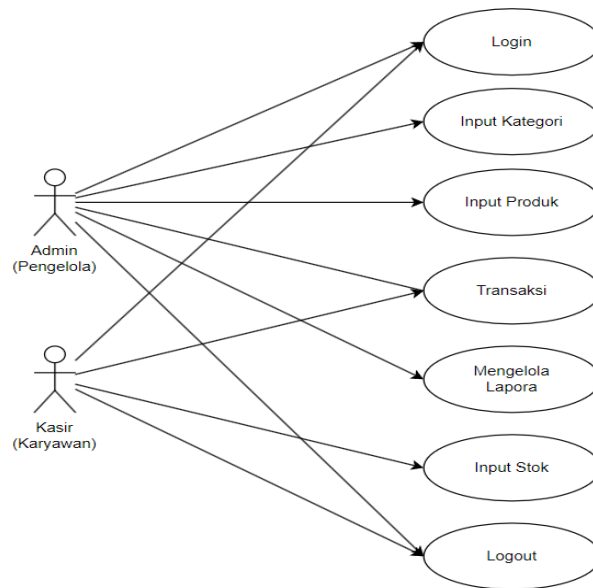 Login
Input Kategori
Input Produk
Admin
(Pengelola)
Transaksi
Mengelola
Lapora
Kasir
(Karyawan)
Input Stok
Logout